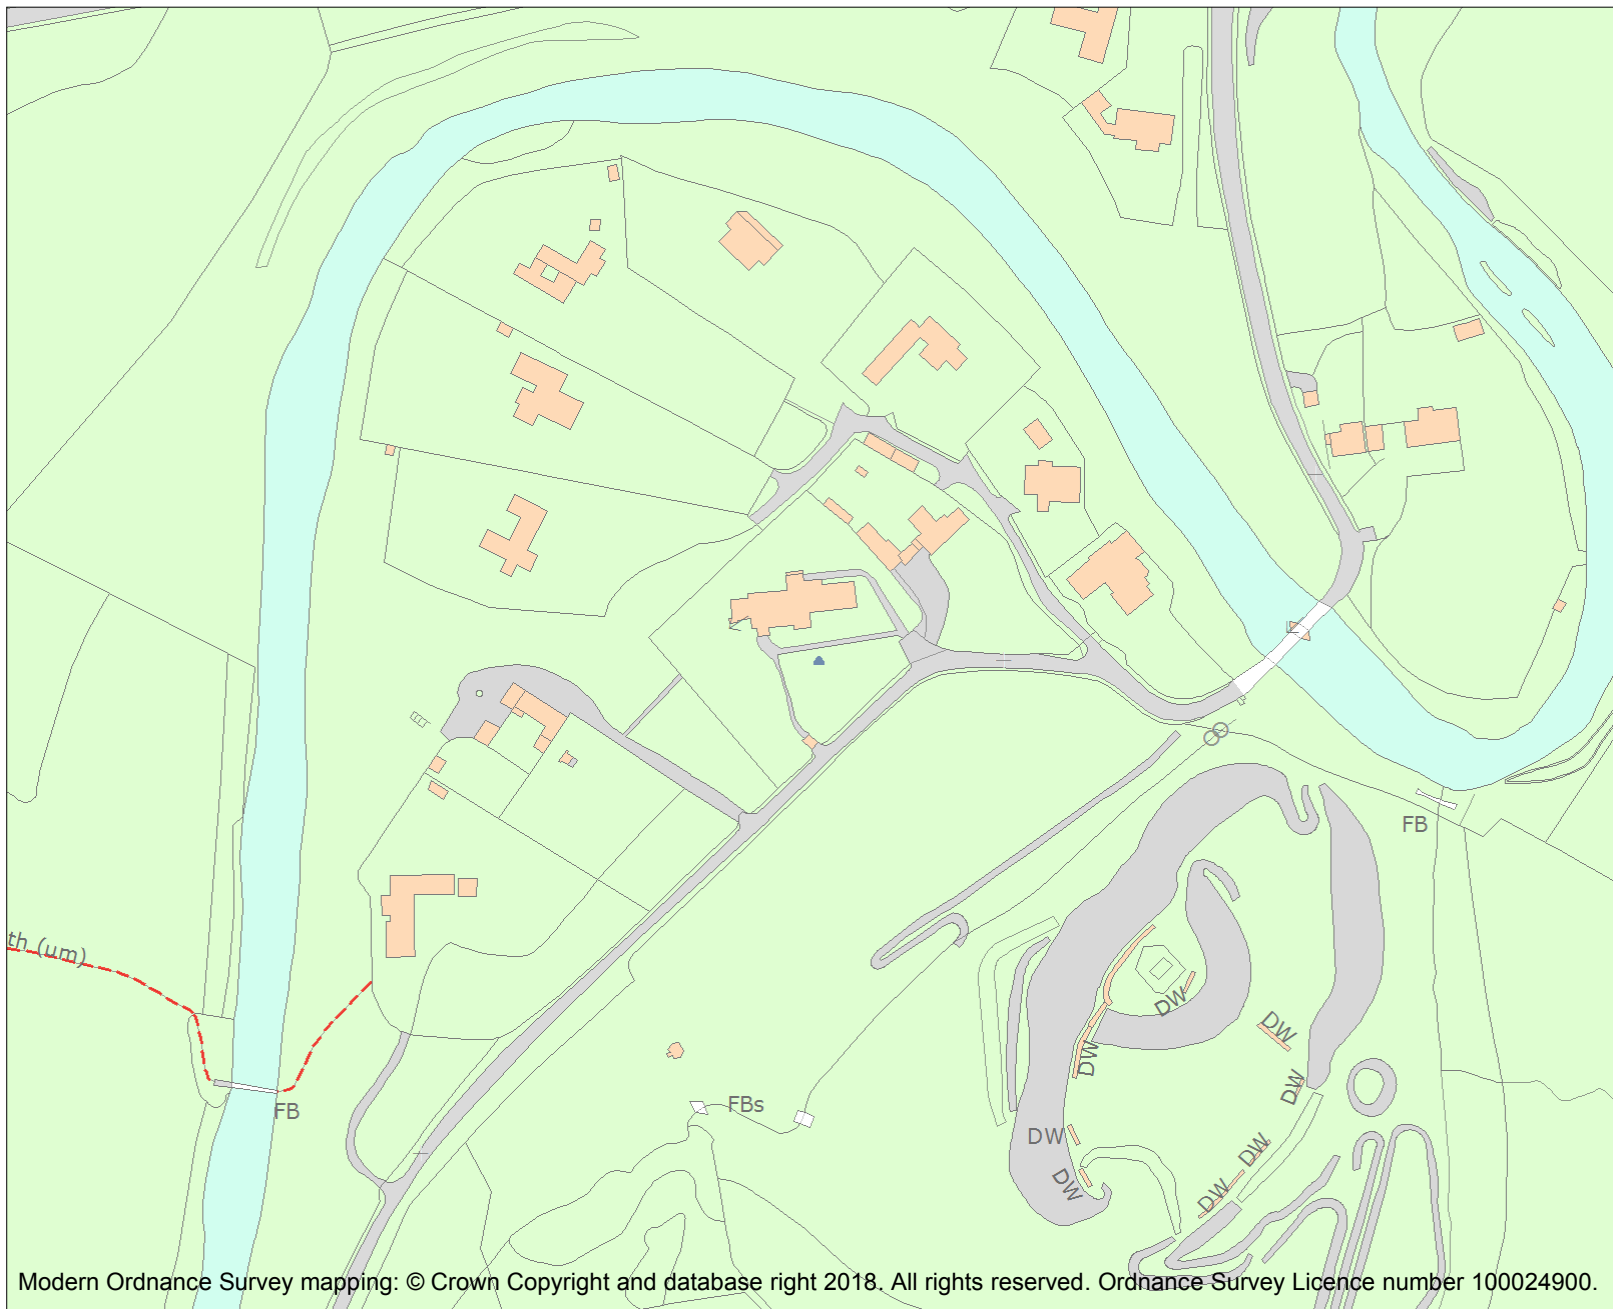 FB
th (um)
DW
DW
DW
DW
FBs
FB
DW
DW
DW
DW
Modern Ordnance Survey mapping: © Crown Copyright and database right 2018. All rights reserved. Ordnance Survey Licence number 100024900.